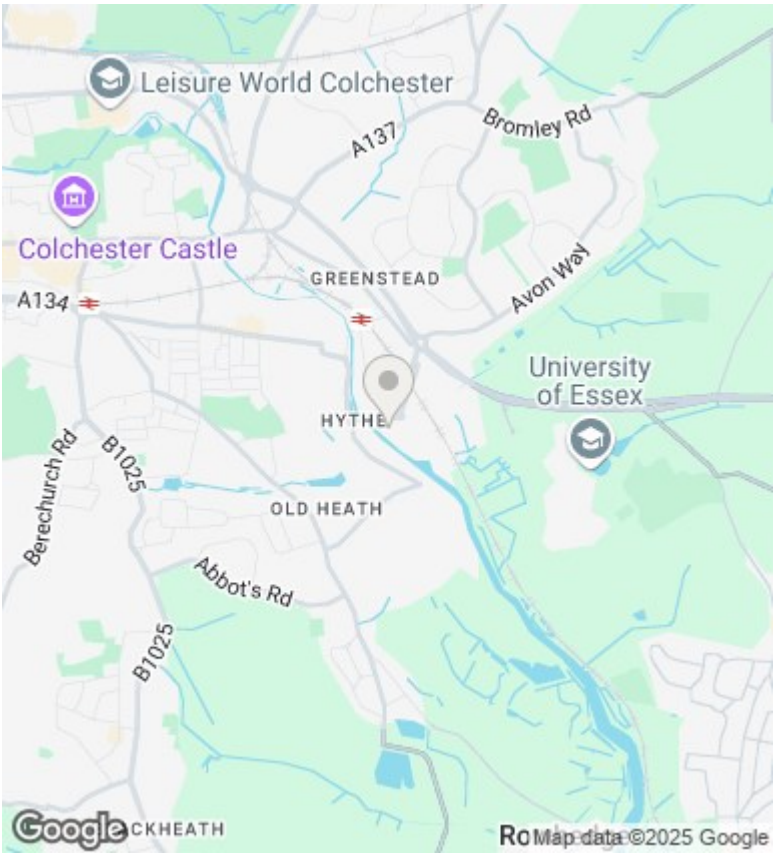 Leisure World Colchester
Bromley Rd
A137
Colchester Castle
GREENSTEAD
Avon Way
A134
University
of Essex
HYTHE
Berechurch Rd
B1025
OLD HEATH
Abbot's Rd
B1025
Google
ACKHEATH
Map data ©2025 Google